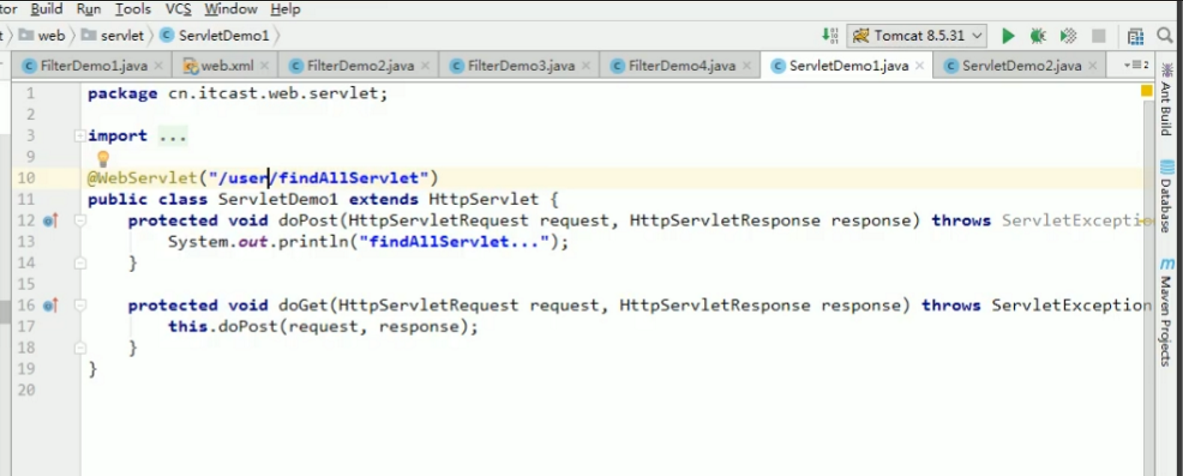 tor Build Run Tools VCS Window Help
web servlet ServletDemo1 Tomcat 8.5.31
FilterDemo1.java web.xml FilterDemo2.java FilterDemo3.java FilterDemo4.java ServletDemo1.java ServletDemo2.java 2
1 package cn.itcast.web.servlet;
2
3 import ...
9
10 @WebServlet("/user/findAllServlet")
11 public class ServletDemo1 extends HttpServlet {
12 protected void doPost(HttpServletRequest request, HttpServletResponse response) throws ServletExceptio
13 System.out.println("findAllServlet...");
14 }
15
16 protected void doGet(HttpServletRequest request, HttpServletResponse response) throws ServletException
17 this.doPost(request, response);
18 }
19 }
20
Ant Build
Database
Maven Projects